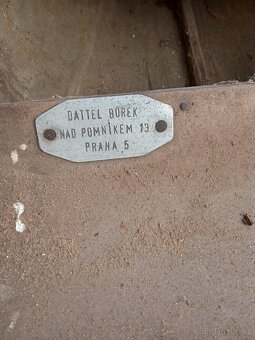 DATTEL BOREK
NAD POMNÍKEM 13
PRAHA 5